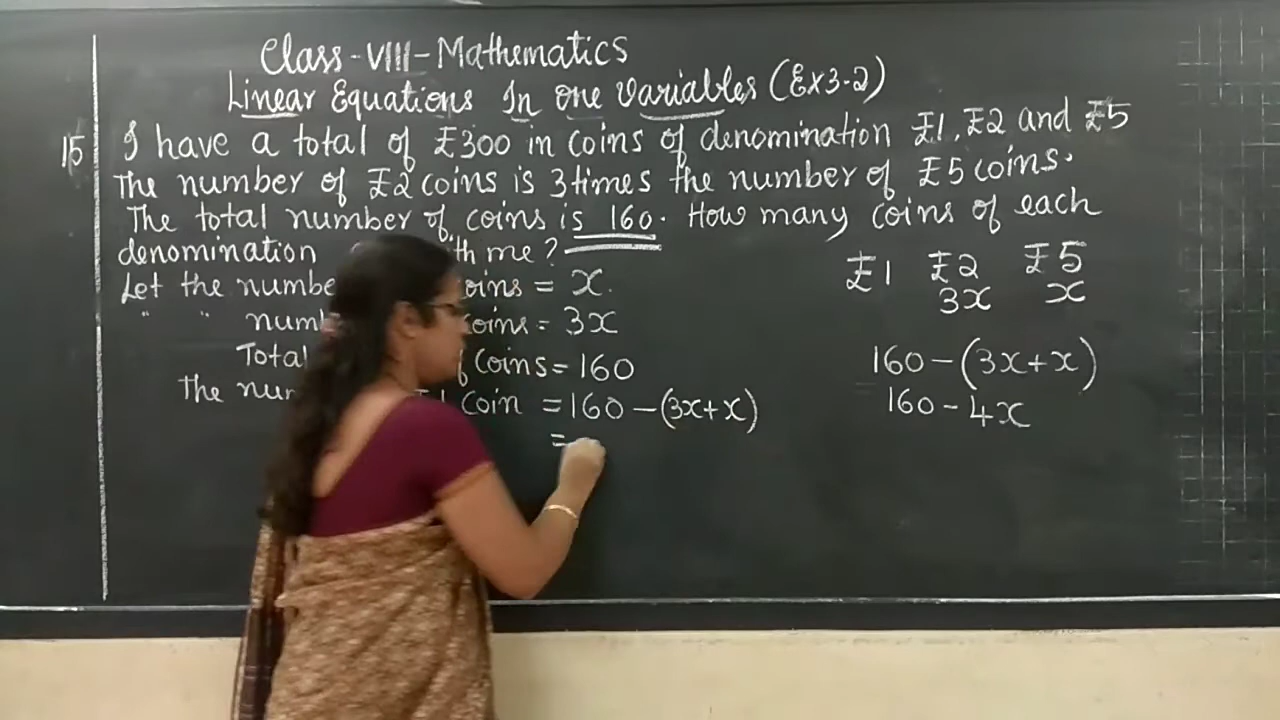 Class-VIII-Mathematics
Linear Equations In one Variables (Ex3-2)
15 I have a total of ₤300 in coins of denomination ₤1, ₤2 and ₤5
The number of ₤2 coins is 3 times the number of ₤5 coins.
The total number of coins is 160. How many coins of each
denomination me?
₤1 ₤2 ₤5
Let the coins = x.
3x x
" " coins = 3x
Total coins = 160
160-(3x+x)
The coin = 160-(3x+x)
160-4x
=